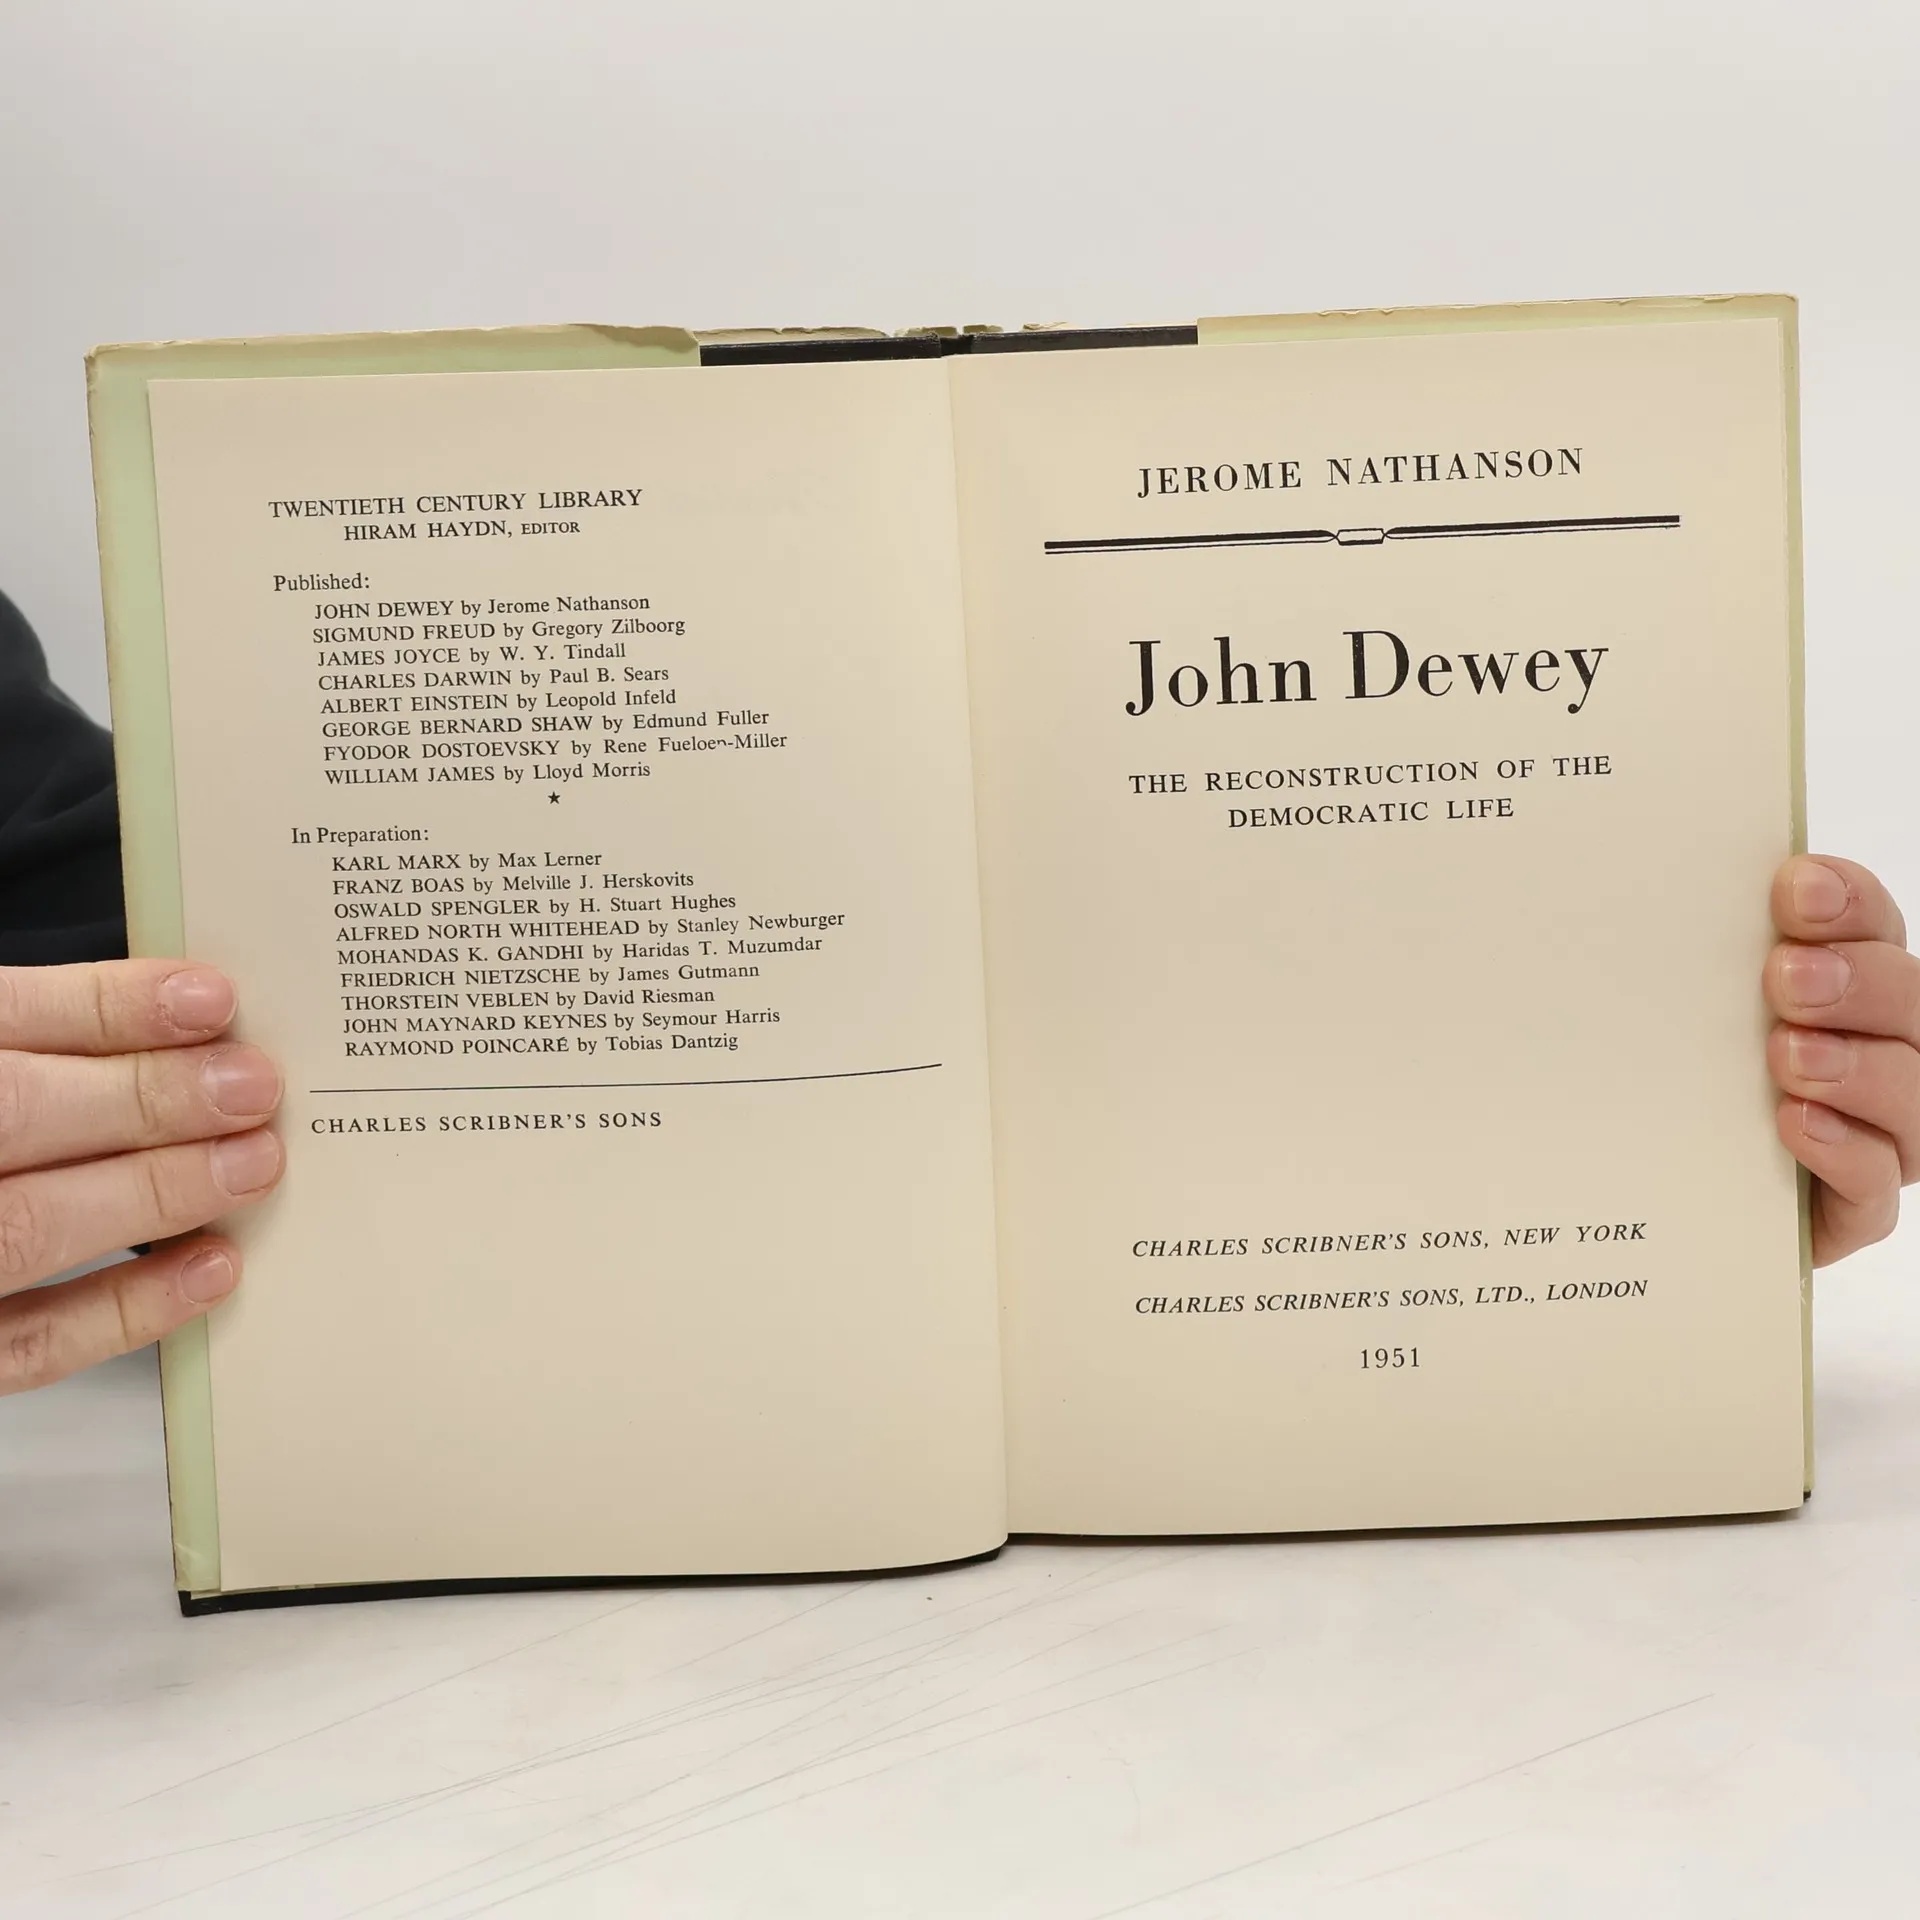 TWENTIETH CENTURY LIBRARY
HIRAM HAYDN, EDITOR
Published:
JOHN DEWEY by Jerome Nathanson
SIGMUND FREUD by Gregory Zilboorg
JAMES JOYCE by W. Y. Tindall
CHARLES DARWIN by Paul B. Sears
ALBERT EINSTEIN by Leopold Infeld
GEORGE BERNARD SHAW by Edmund Fuller
FYODOR DOSTOEVSKY by Rene Fueloep-Miller
WILLIAM JAMES by Lloyd Morris
★
In Preparation:
KARL MARX by Max Lerner
FRANZ BOAS by Melville J. Herskovits
OSWALD SPENGLER by H. Stuart Hughes
ALFRED NORTH WHITEHEAD by Stanley Newburger
MOHANDAS K. GANDHI by Haridas T. Muzumdar
FRIEDRICH NIETZSCHE by James Gutmann
THORSTEIN VEBLEN by David Riesman
JOHN MAYNARD KEYNES by Seymour Harris
RAYMOND POINCARÉ by Tobias Dantzig
CHARLES SCRIBNER'S SONS
JEROME NATHANSON
John Dewey
THE RECONSTRUCTION OF THE
DEMOCRATIC LIFE
CHARLES SCRIBNER'S SONS, NEW YORK
CHARLES SCRIBNER'S SONS, LTD., LONDON
1951